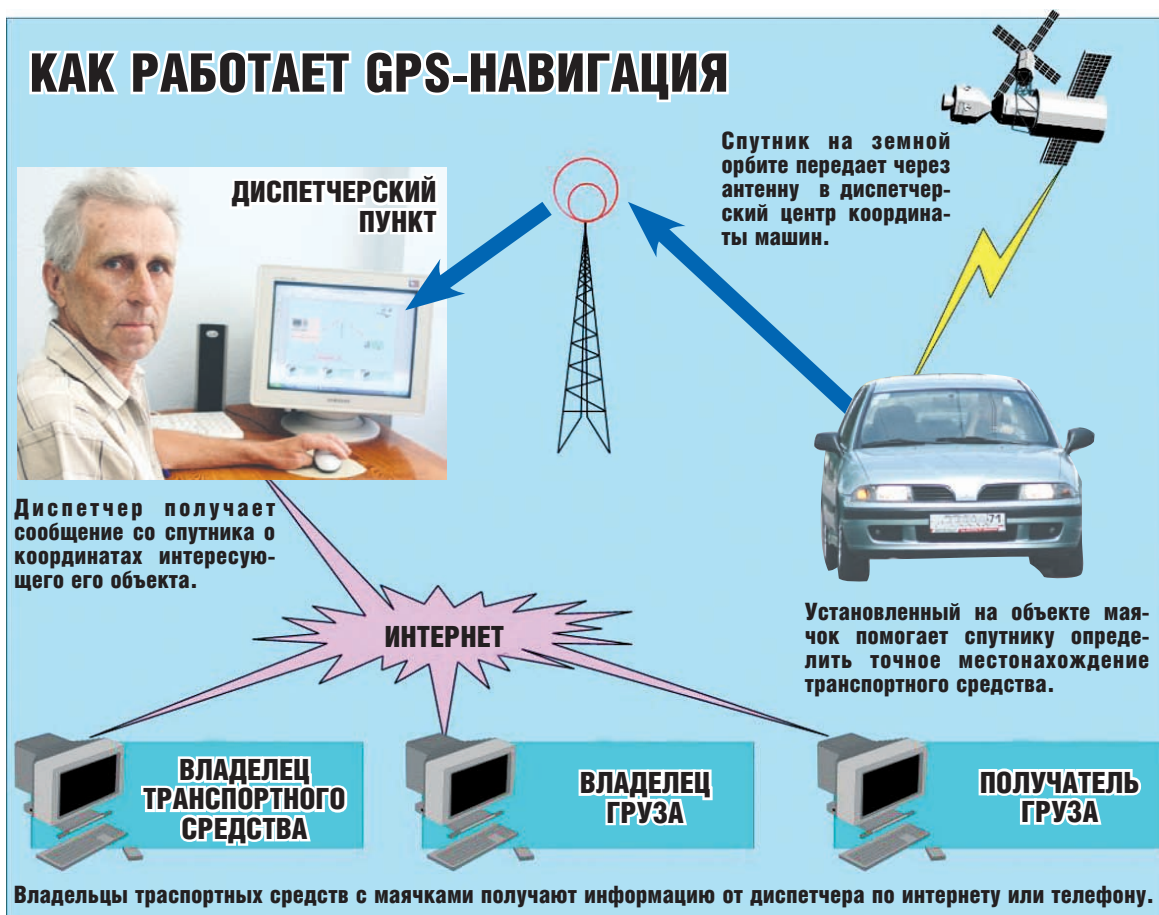 КАК РАБОТАЕТ GPS-НАВИГАЦИЯ
Спутник на земной
орбите передает через
антенну в диспетчер-
ский центр координа-
ты машин.
ДИСПЕТЧЕРСКИЙ
ПУНКТ
Диспетчер получает
сообщение со спутника о
координатах интересую-
щего его объекта.
ИНТЕРНЕТ
71
Установленный на объекте мая-
чок помогает спутнику опреде-
лить точное местонахождение
транспортного средства.
ВЛАДЕЛЕЦ
ТРАНСПОРТНОГО
СРЕДСТВА
ВЛАДЕЛЕЦ
ГРУЗА
ПОЛУЧАТЕЛЬ
ГРУЗА
Владельцы траспортных средств с маячками получают информацию от диспетчера по интернету или телефону.